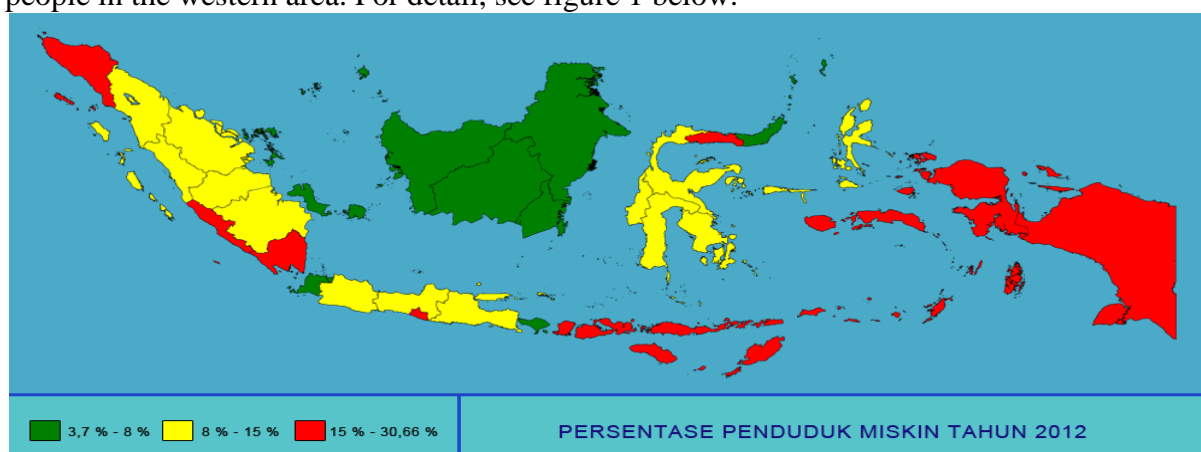 people in the western area. For detail, see figure 1 below.
3,7 % - 8 %
8 % - 15 %
15 % - 30,66 %
PERSENTASE PENDUDUK MISKIN TAHUN 2012